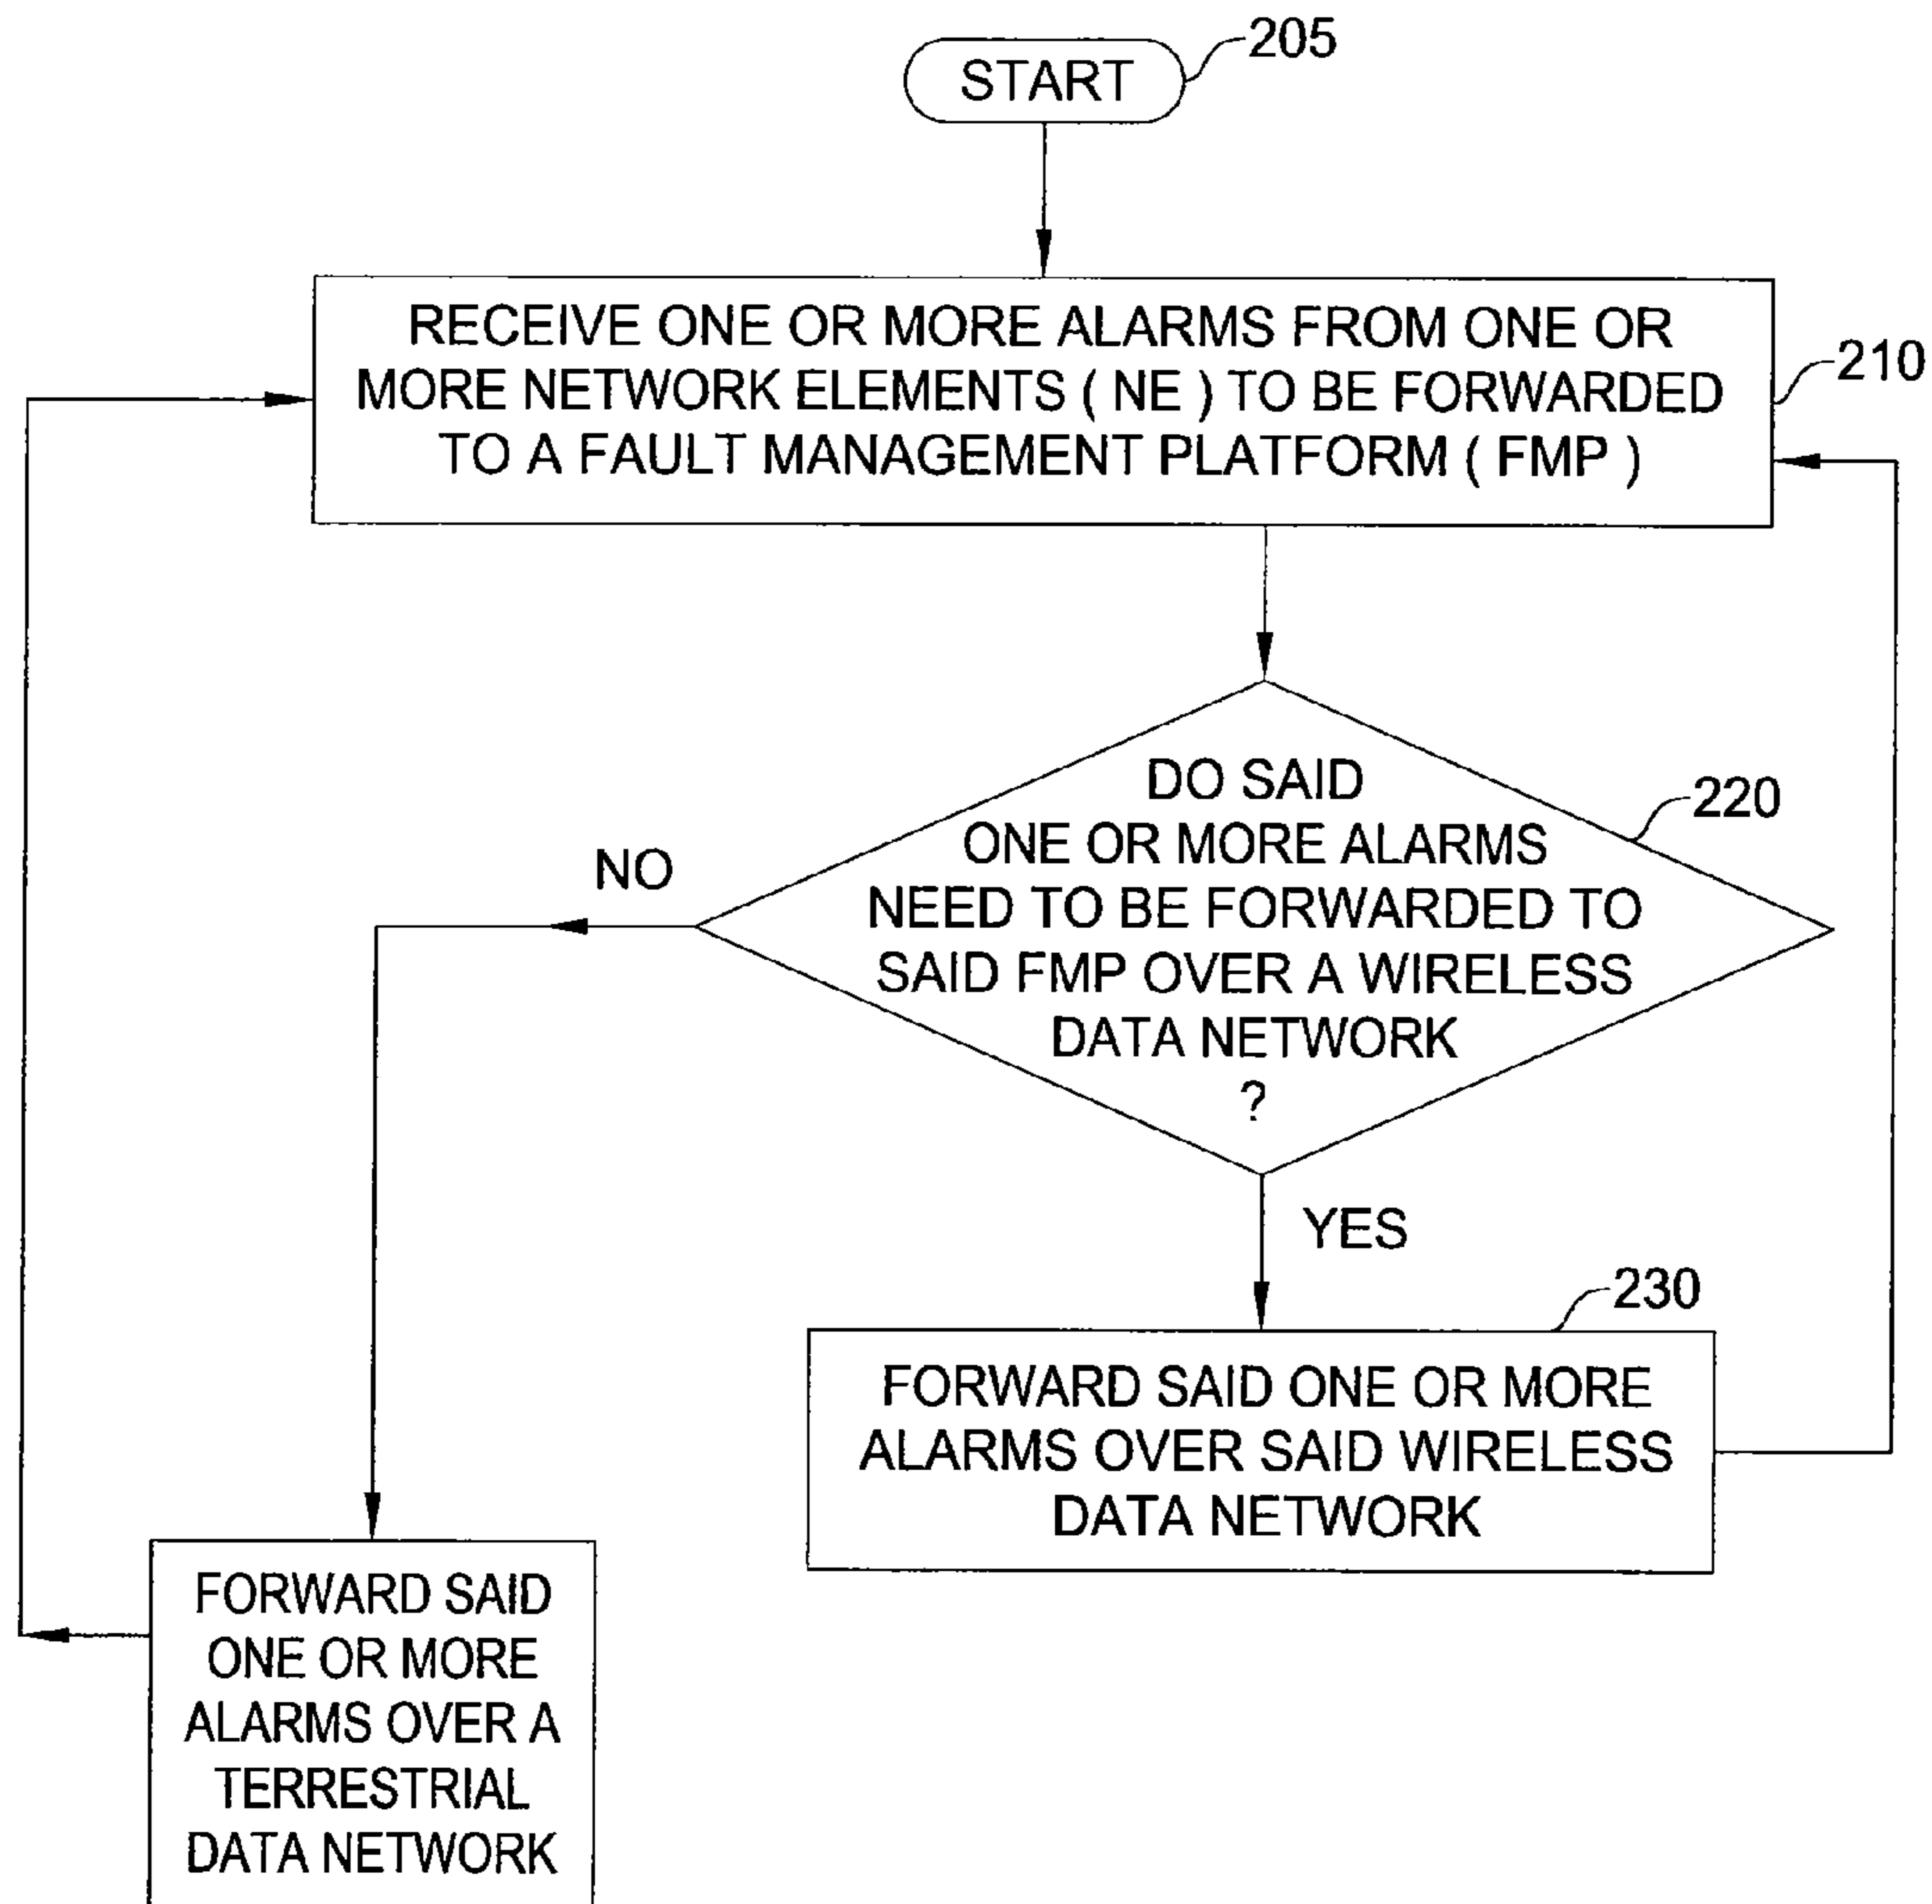 START
205
RECEIVE ONE OR MORE ALARMS FROM ONE OR
MORE NETWORK ELEMENTS ( NE ) TO BE FORWARDED
TO A FAULT MANAGEMENT PLATFORM ( FMP )
210
DO SAID
ONE OR MORE ALARMS
NEED TO BE FORWARDED TO
SAID FMP OVER A WIRELESS
DATA NETWORK
?
220
NO
YES
230
FORWARD SAID ONE OR MORE
ALARMS OVER SAID WIRELESS
DATA NETWORK
FORWARD SAID
ONE OR MORE
ALARMS OVER A
TERRESTRIAL
DATA NETWORK